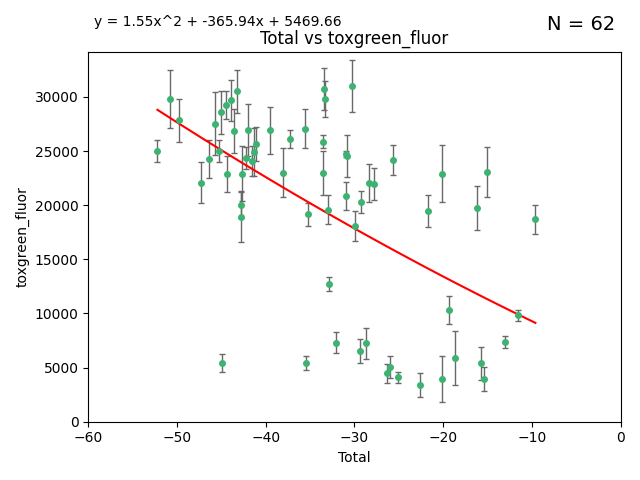 y = 1.55x^2 + -365.94x + 5469.66
N = 62
Total vs toxgreen_fluor
30000
25000
20000
15000
10000
5000
0
toxgreen_fluor
−60 −50 −40 −30 −20 −10 0
Total